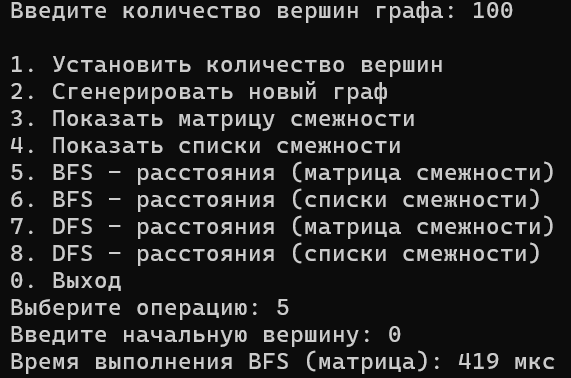 Введите количество вершин графа: 100
1. Установить количество вершин
2. Сгенерировать новый граф
3. Показать матрицу смежности
4. Показать списки смежности
5. BFS - расстояния (матрица смежности)
6. BFS - расстояния (списки смежности)
7. DFS - расстояния (матрица смежности)
8. DFS - расстояния (списки смежности)
0. Выход
Выберите операцию: 5
Введите начальную вершину: 0
Время выполнения BFS (матрица): 419 мкс